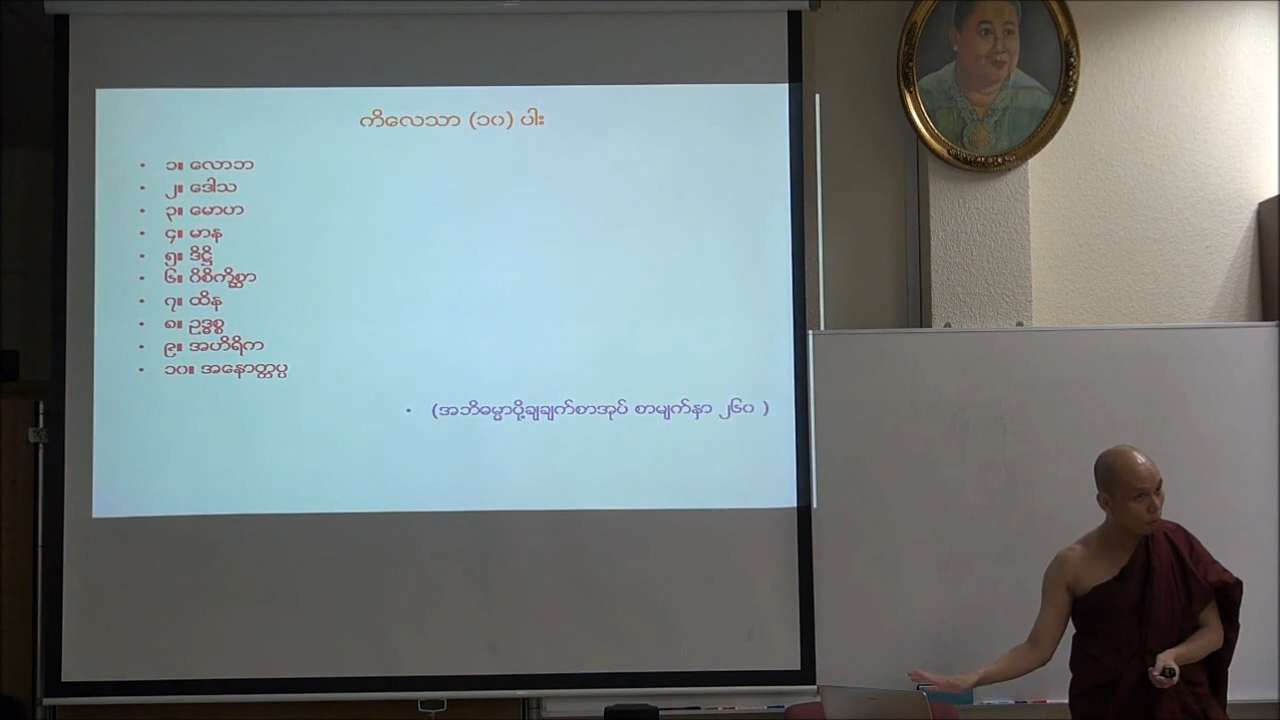 ကိလေသာ (၁၀) ပါး
• ၁။ လောဘ
• ၂။ ဒေါသ
• ၃။ မောဟ
• ၄။ မာန
• ၅။ ဒိဋ္ဌိ
• ၆။ ဝိစိကိစ္ဆာ
• ၇။ ထိန
• ၈။ ဥဒ္ဓစ္စ
• ၉။ အဟိရိက
• ၁၀။ အနောတ္တပ္ပ
• (အဘိဓမ္မာပို့ချချက်စာအုပ် စာမျက်နှာ ၂၆၀ )